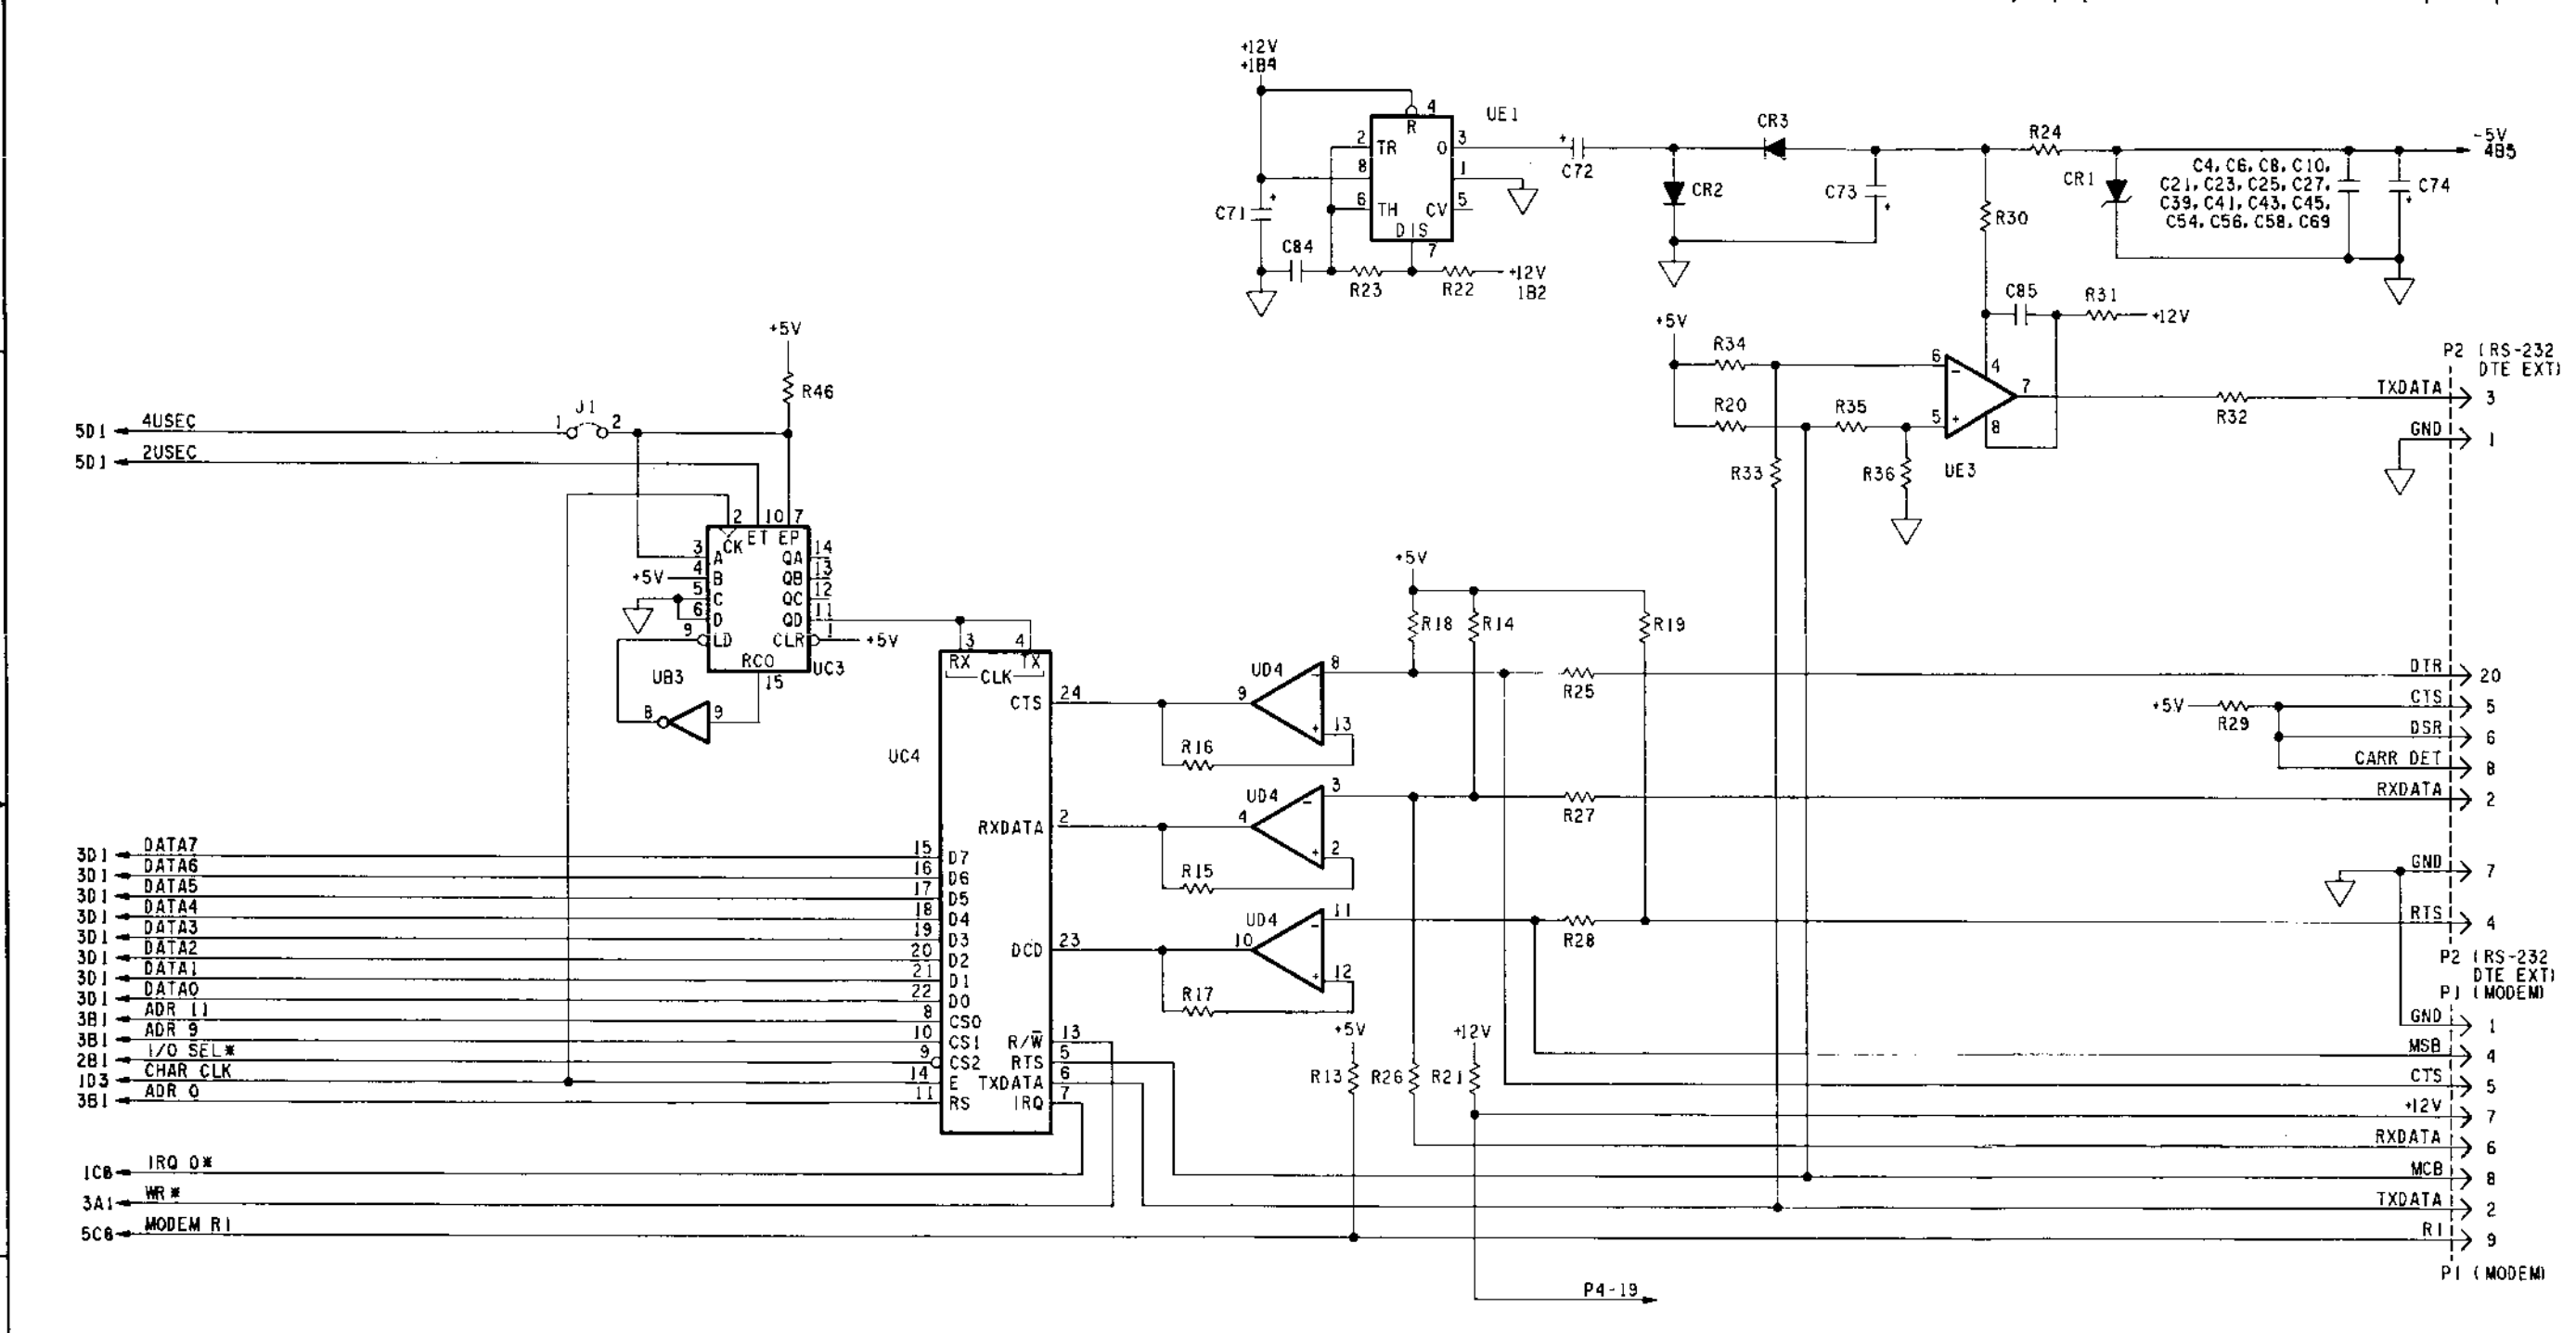 +12V
+1B4
4
UE1
R
2
TR
O
3
8
1
6
TH
CV
5
DIS
7
C71
+
C84
R23
R22
+12V
1B2
+
C72
CR3
CR2
C73
+
R24
-5V
4B5
CR1
C4, C6, C8, C10,
C21, C23, C25, C27,
C39, C41, C43, C45,
C54, C56, C58, C69
C74
+
R30
C85
R31
+12V
+5V
R34
R20
R35
R33
R36
6
-
4
7
5
+
8
UE3
R32
P2 (RS-232
DTE EXT)
TXDATA
3
GND
1
+5V
R46
J1
1
2
5D1
4USEC
5D1
2USEC
2
10
7
CK
ET
EP
3
A
QA
14
+5V
4
B
QB
13
5
C
QC
12
6
D
QD
11
9
LD
CLR
1
+5V
RCO
UC3
15
UB3
8
9
3
4
RX
TX
CLK
UC4
CTS
24
RXDATA
2
DCD
23
R/W̅
13
RTS
5
TXDATA
6
IRQ
7
+5V
R18
R14
R19
UD4
8
-
9
+
13
R16
R25
UD4
3
-
4
+
2
R15
R27
UD4
11
-
10
+
12
R17
R28
DTR
20
+5V
R29
CTS
5
DSR
6
CARR DET
8
RXDATA
2
GND
7
RTS
4
P2 (RS-232
DTE EXT)
P1 (MODEM)
3D1
DATA7
15
D7
3D1
DATA6
16
D6
3D1
DATA5
17
D5
3D1
DATA4
18
D4
3D1
DATA3
19
D3
3D1
DATA2
20
D2
3D1
DATA1
21
D1
3D1
DATA0
22
D0
3B1
ADR 11
8
CS0
3B1
ADR 9
10
CS1
2B1
I/O SEL*
9
CS2
1D3
CHAR CLK
14
E
3B1
ADR 0
11
RS
1C8
IRQ 0*
3A1
WR*
5C8
MODEM RI
+5V
R13
R26
+12V
R21
GND
1
MSB
4
CTS
5
+12V
7
RXDATA
6
MCB
8
TXDATA
2
RI
9
P1 (MODEM)
P4-19